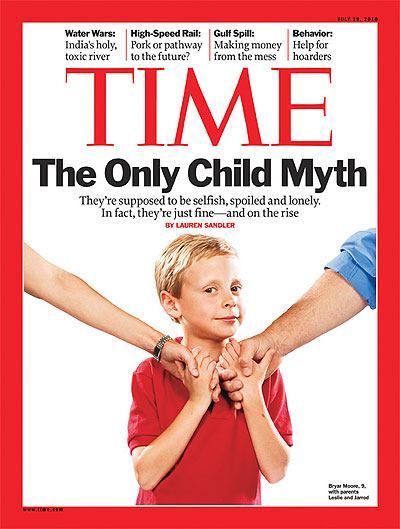 JULY 19, 2010
Water Wars:
India's holy,
toxic river
High-Speed Rail:
Pork or pathway
to the future?
Gulf Spill:
Making money
from the mess
Behavior:
Help for
hoarders
TIME
The Only Child Myth
They're supposed to be selfish, spoiled and lonely.
In fact, they're just fine—and on the rise
BY LAUREN SANDLER
Bryar Moore, 9,
with parents
Leslie and Jarrod
www.time.com